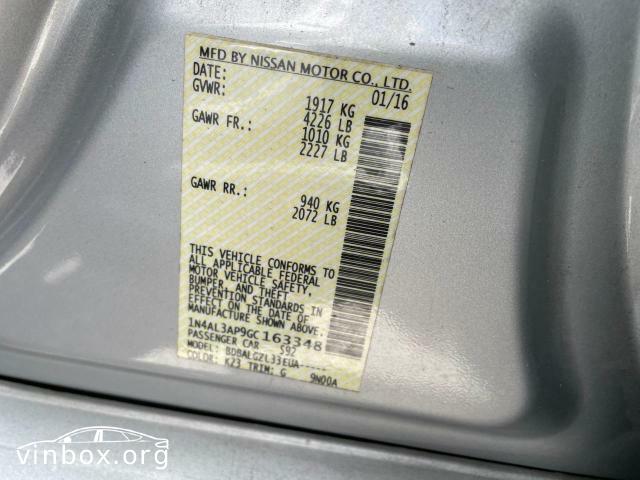 MFD BY NISSAN MOTOR CO., LTD.
DATE: 01/16
GVWR: 1917 KG
4226 LB
GAWR FR.: 1010 KG
2227 LB
GAWR RR.: 940 KG
2072 LB
THIS VEHICLE CONFORMS TO
ALL APPLICABLE FEDERAL
MOTOR VEHICLE SAFETY,
BUMPER, AND THEFT
PREVENTION STANDARDS IN
EFFECT ON THE DATE OF
MANUFACTURE SHOWN ABOVE.
1N4AL3AP9GC163348
PASSENGER CAR S92
MODEL: BDBALGZL33EUA-----
COLOR: K23 TRIM: G 9N00A
vinbox.org